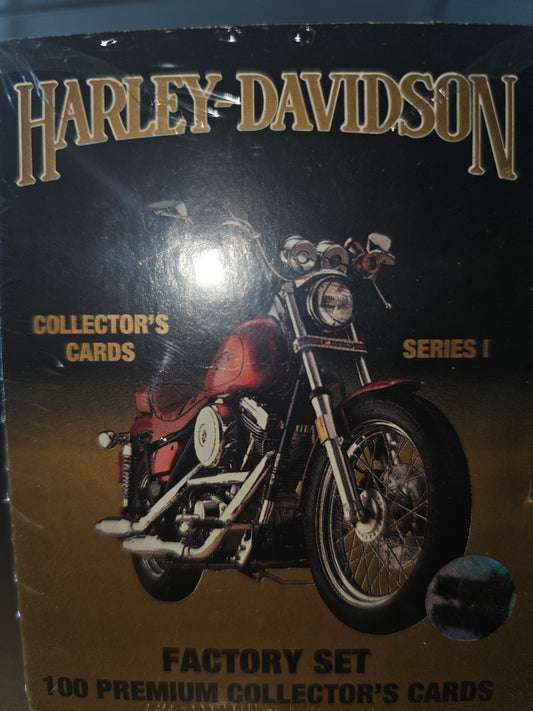 HARLEY-DAVIDSON
COLLECTOR'S
CARDS
SERIES I
FACTORY SET
100 PREMIUM COLLECTOR'S CARDS